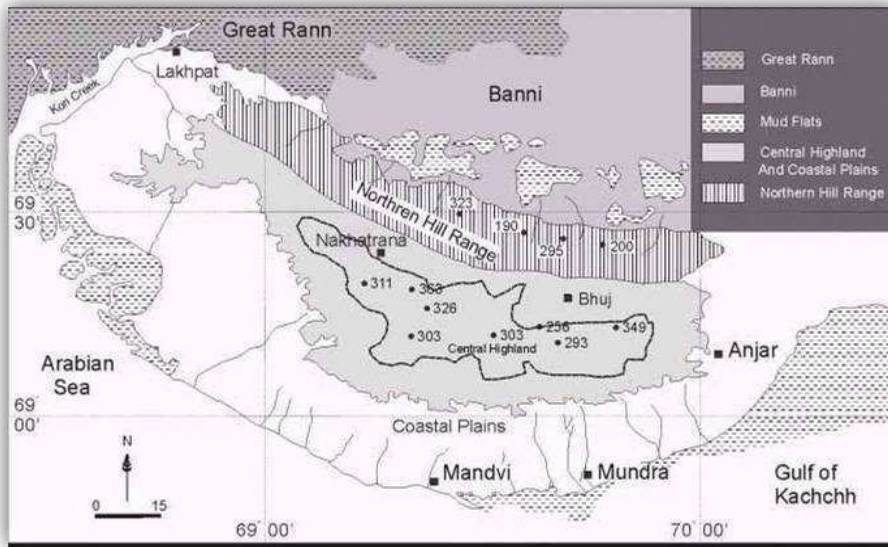 Great Rann
Lakhpat
Kori Creek
Banni
Great Rann
Banni
Mud Flats
Central Highland
And Coastal Plains
Northern Hill Range
69
30'
Northren Hill Range
323
190
295
200
Nakhatrana
311
353
326
303
303
256
293
349
Central Highland
Bhuj
Anjar
Arabian
Sea
69
00'
Coastal Plains
N
0 15
Mandvi
Mundra
Gulf of
Kachchh
69° 00'
70° 00'